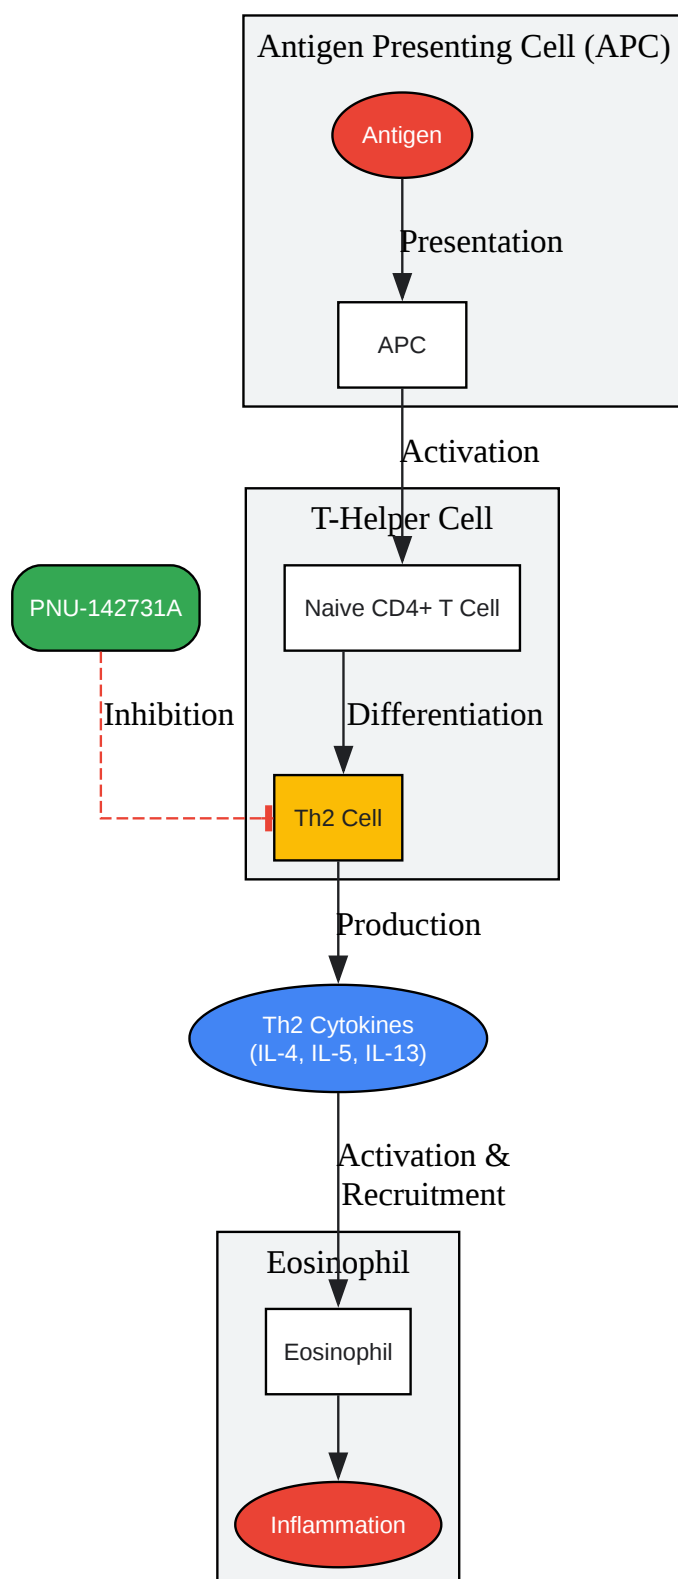 Antigen Presenting Cell (APC)
Antigen
Presentation
APC
Activation
T-Helper Cell
PNU-142731A
Naive CD4+ T Cell
Inhibition
Differentiation
Th2 Cell
Production
Th2 Cytokines
(IL-4, IL-5, IL-13)
Activation &
Recruitment
Eosinophil
Eosinophil
Inflammation